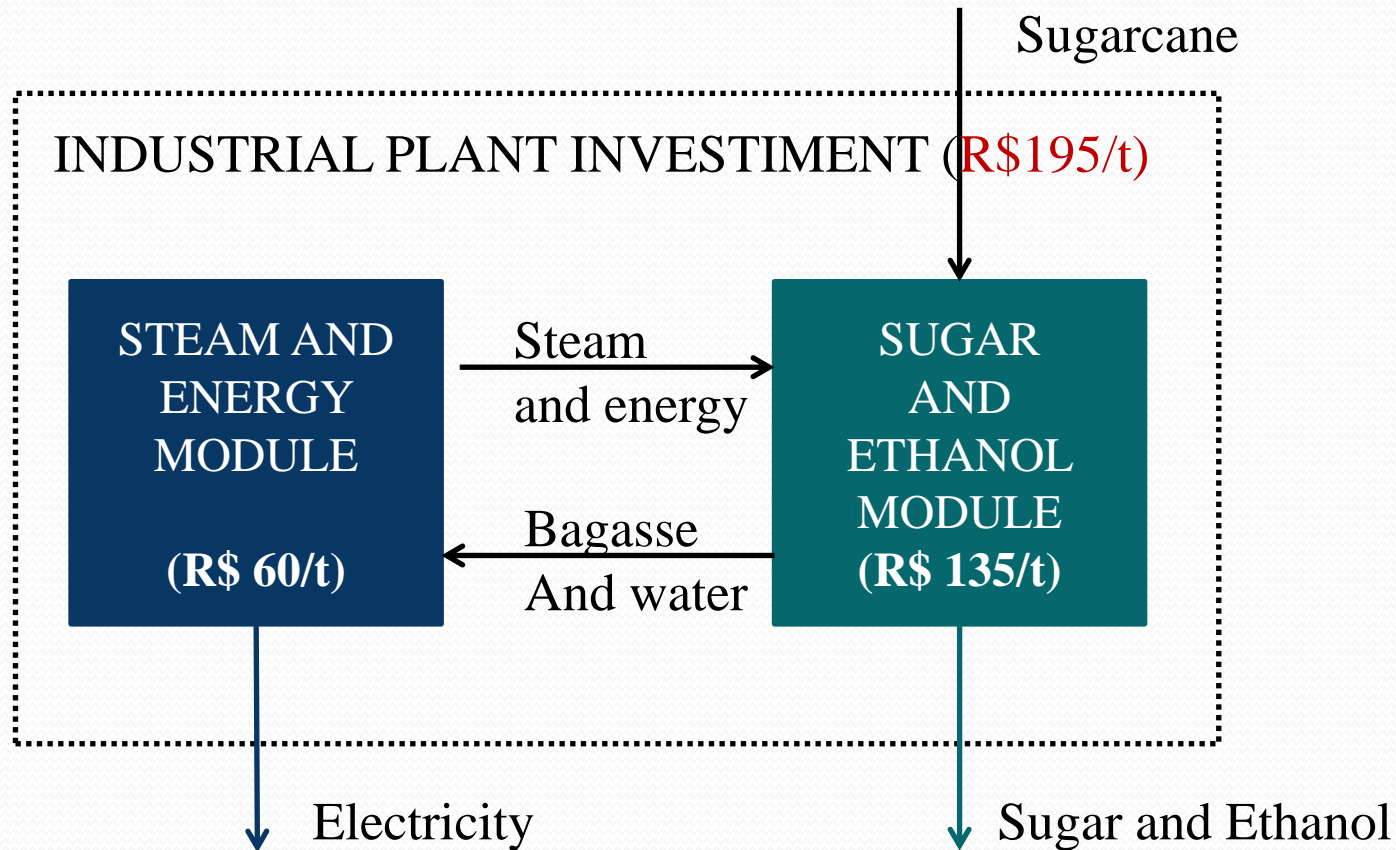 Sugarcane
INDUSTRIAL PLANT INVESTIMENT (R$195/t)
STEAM AND
ENERGY
MODULE
(R$ 60/t)
Steam
and energy
Bagasse
And water
SUGAR
AND
ETHANOL
MODULE
(R$ 135/t)
Electricity
Sugar and Ethanol